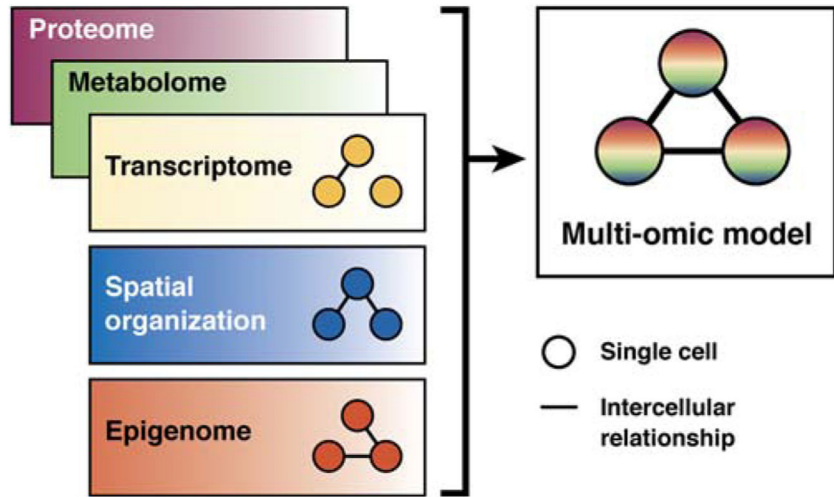 Proteome
Metabolome
Transcriptome
Spatial
organization
Epigenome
Multi-omic model
Single cell
Intercellular
relationship